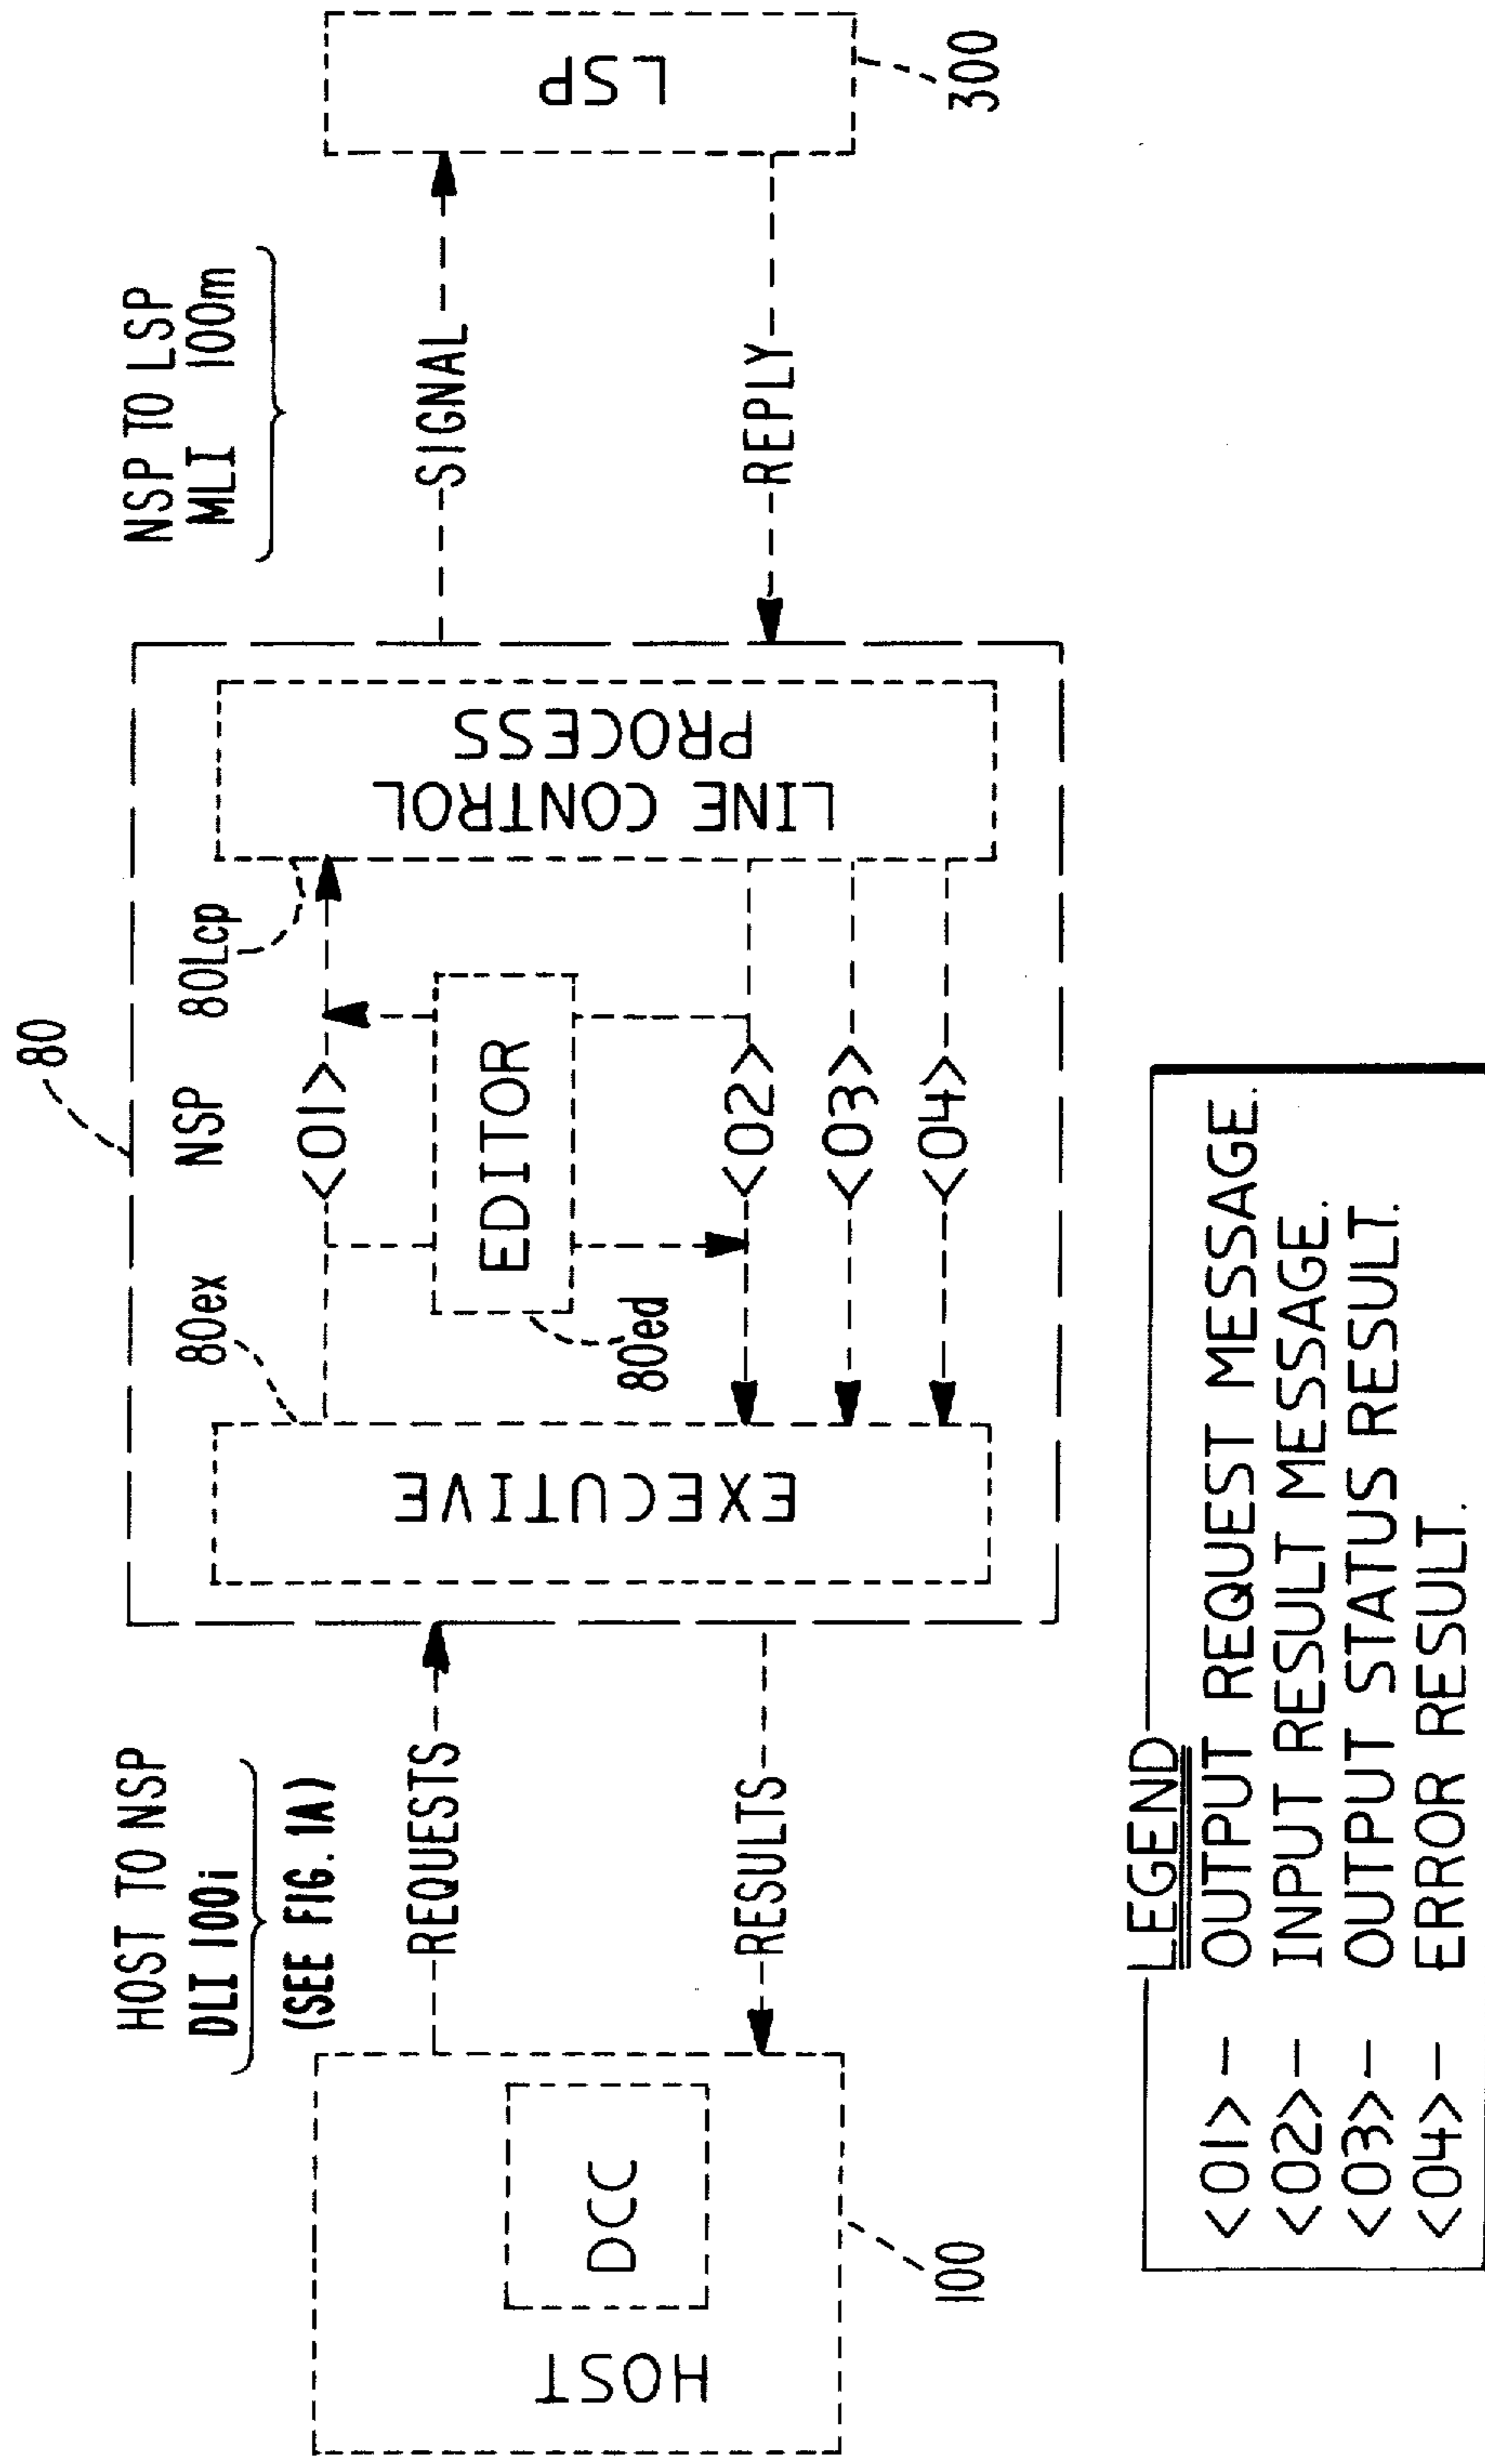 80
HOST TO NSP
DLI 100i
(SEE FIG. 1A)
80ex
NSP
80Lcp
NSP TO LSP
MLI 100m
HOST
DCC
100
REQUESTS
RESULTS
EXECUTIVE
<01>
EDITOR
80ed
<02>
<03>
<04>
LINE CONTROL
PROCESS
SIGNAL
REPLY
LSP
300
LEGEND
<01>- OUTPUT REQUEST MESSAGE.
<02>- INPUT RESULT MESSAGE.
<03>- OUTPUT STATUS RESULT.
<04>- ERROR RESULT.